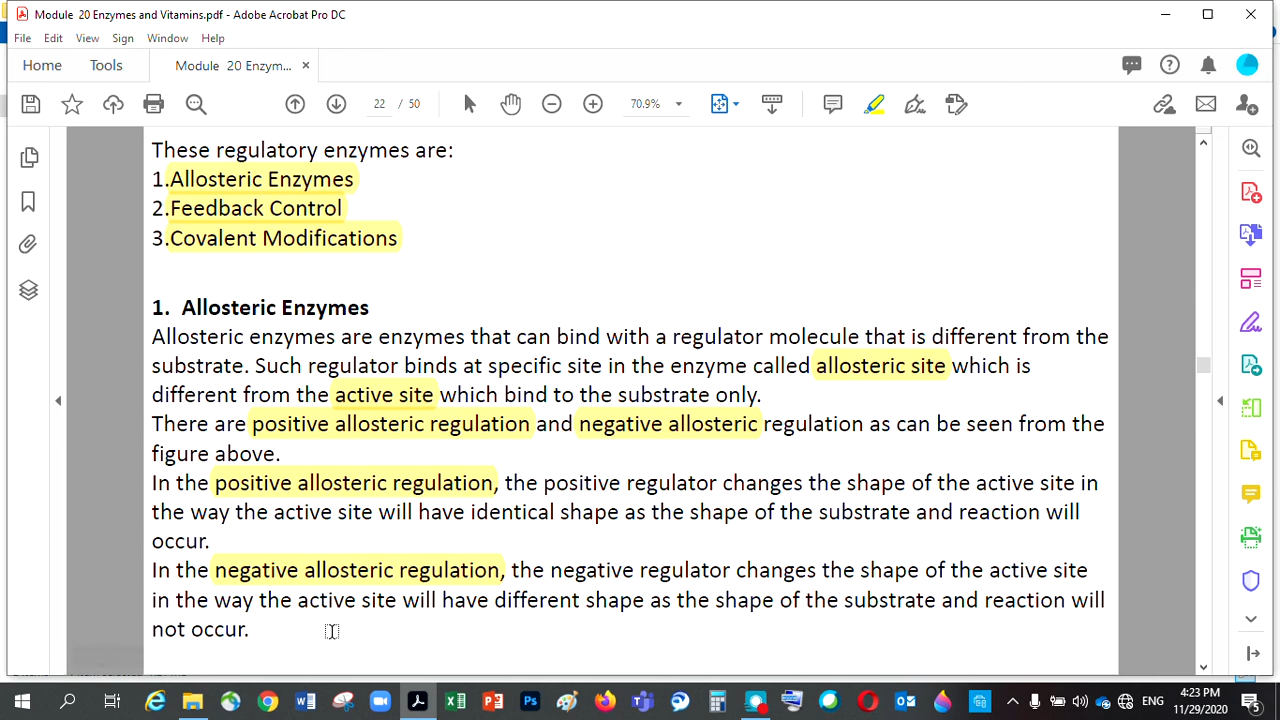 Module 20 Enzymes and Vitamins.pdf - Adobe Acrobat Pro DC
File Edit View Sign Window Help
Home Tools Module 20 Enzym... ×
22 / 50 70.9%
These regulatory enzymes are:
1.Allosteric Enzymes
2.Feedback Control
3.Covalent Modifications
1. Allosteric Enzymes
Allosteric enzymes are enzymes that can bind with a regulator molecule that is different from the
substrate. Such regulator binds at specific site in the enzyme called allosteric site which is
different from the active site which bind to the substrate only.
There are positive allosteric regulation and negative allosteric regulation as can be seen from the
figure above.
In the positive allosteric regulation, the positive regulator changes the shape of the active site in
the way the active site will have identical shape as the shape of the substrate and reaction will
occur.
In the negative allosteric regulation, the negative regulator changes the shape of the active site
in the way the active site will have different shape as the shape of the substrate and reaction will
not occur.
ENG 4:23 PM
11/29/2020 5